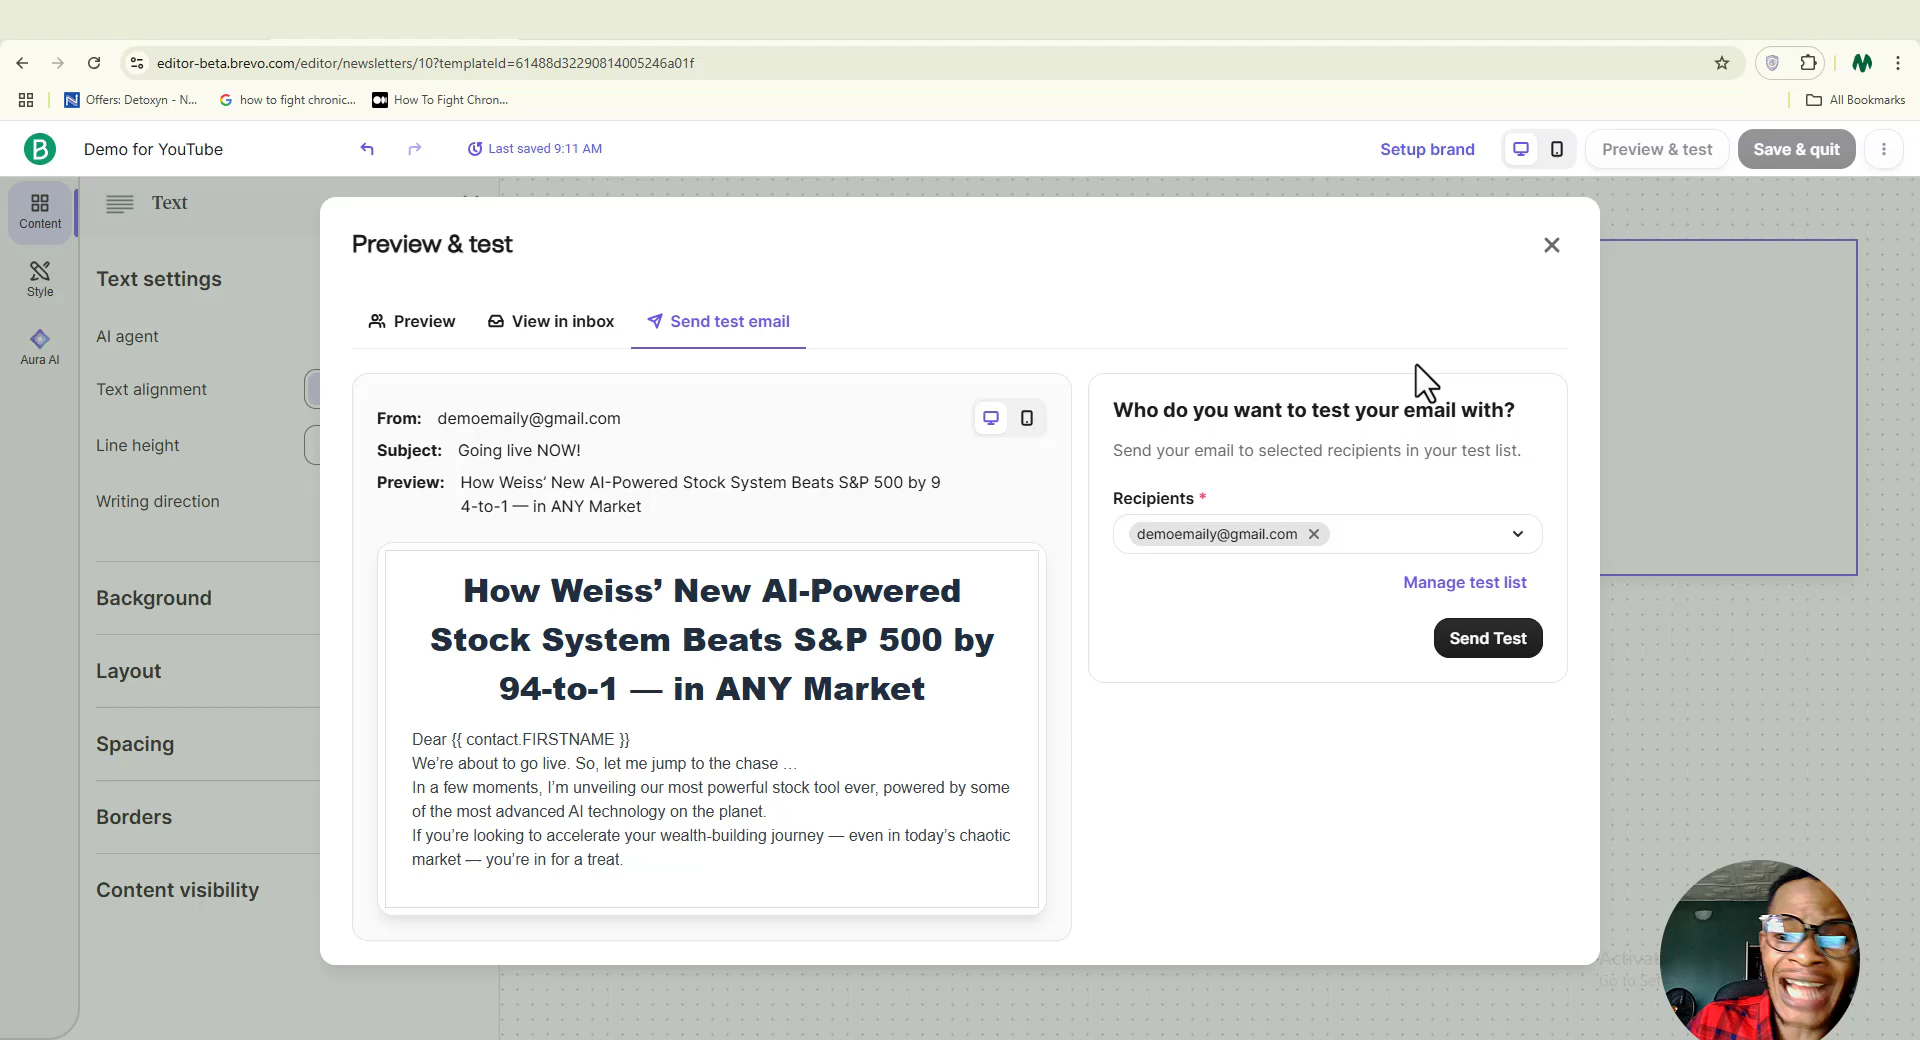 editor-beta.brevo.com/editor/newsletters/10?templateId=61488d32290814005246a01f
Offers: Detoxyn - N...
how to fight chronic...
How To Fight Chron...
All Bookmarks
B
Demo for YouTube
Last saved 9:11 AM
Setup brand
Preview & test
Save & quit
Content
Style
Aura AI
Text
Text settings
AI agent
Text alignment
Line height
Writing direction
Background
Layout
Spacing
Borders
Content visibility
Preview & test
Preview
View in inbox
Send test email
From: demoemaily@gmail.com
Subject: Going live NOW!
Preview: How Weiss’ New AI-Powered Stock System Beats S&P 500 by 9
4-to-1 — in ANY Market
How Weiss’ New AI-Powered
Stock System Beats S&P 500 by
94-to-1 — in ANY Market
Dear {{ contact.FIRSTNAME }}
We’re about to go live. So, let me jump to the chase …
In a few moments, I’m unveiling our most powerful stock tool ever, powered by some
of the most advanced AI technology on the planet.
If you’re looking to accelerate your wealth-building journey — even in today’s chaotic
market — you’re in for a treat.
Who do you want to test your email with?
Send your email to selected recipients in your test list.
Recipients *
demoemaily@gmail.com
Manage test list
Send Test